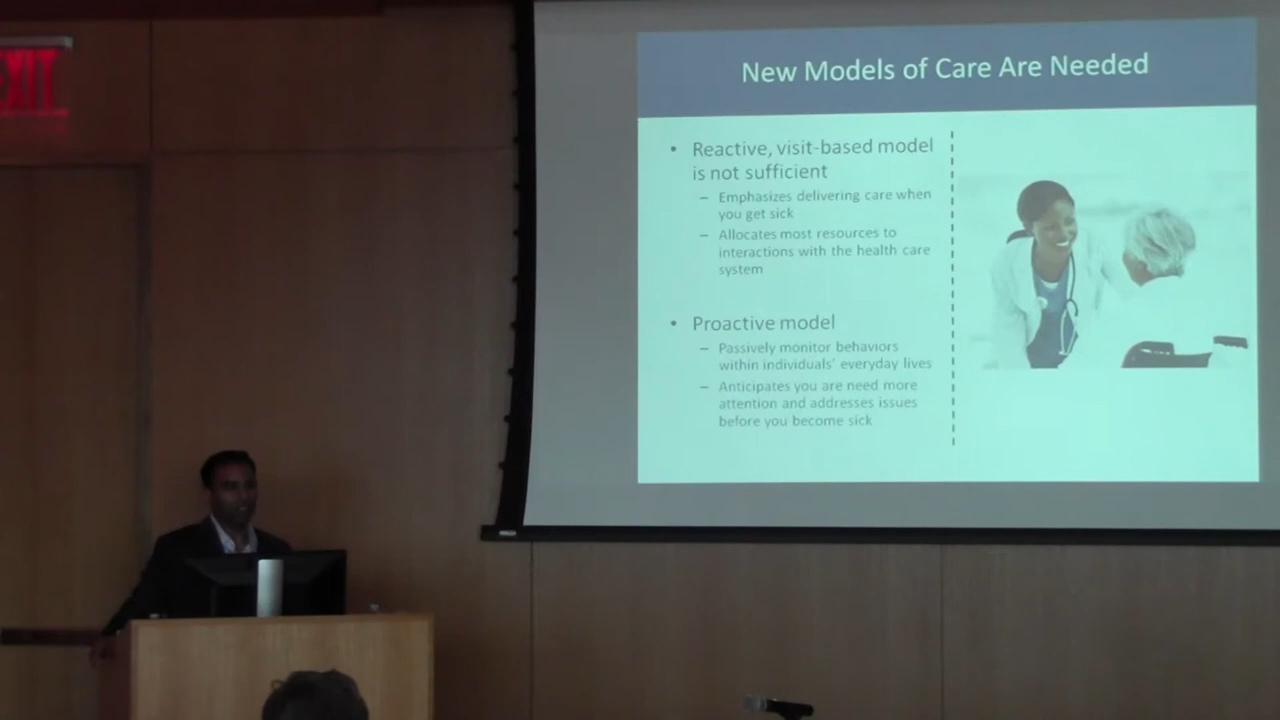 EXIT
New Models of Care Are Needed
• Reactive, visit-based model
is not sufficient
– Emphasizes delivering care when
you get sick
– Allocates most resources to
interactions with the health care
system
• Proactive model
– Passively monitor behaviors
within individuals' everyday lives
– Anticipates you are need more
attention and addresses issues
before you become sick